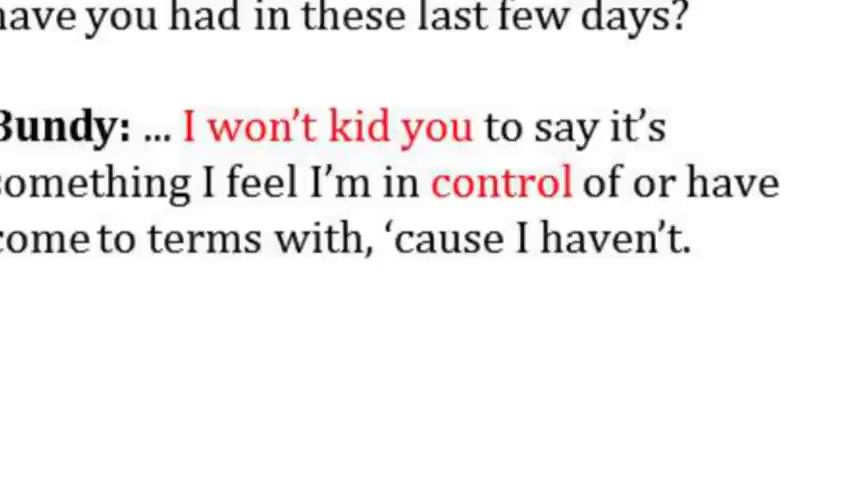 have you had in these last few days?
Bundy: ... I won't kid you to say it's
something I feel I'm in control of or have
come to terms with, ‘cause I haven't.